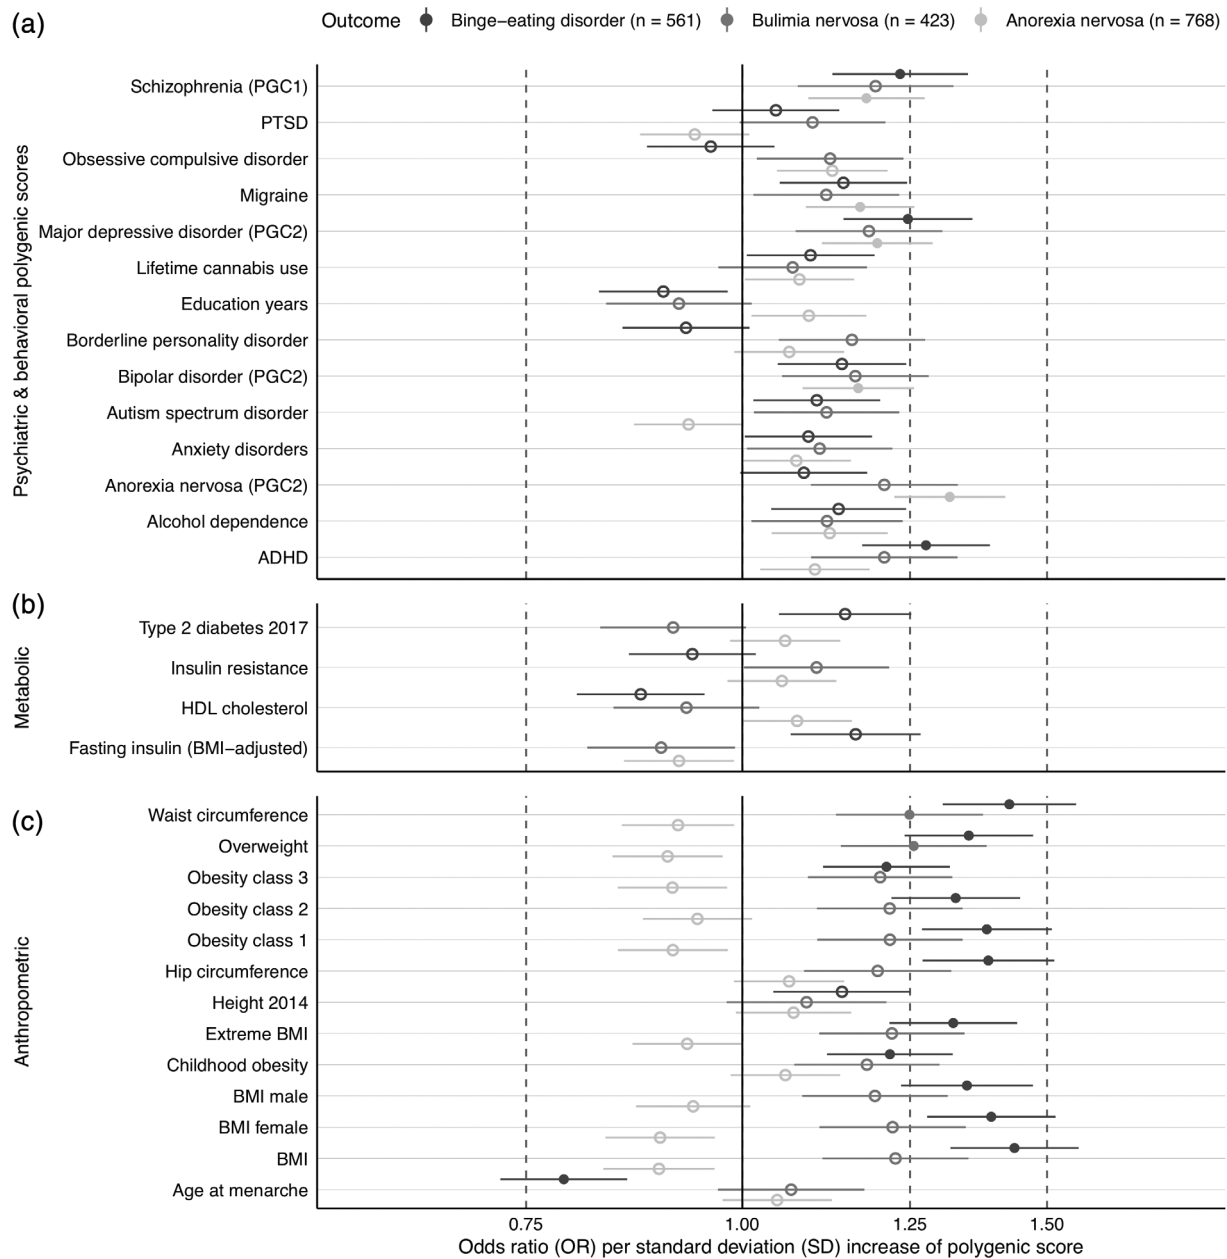 (a)
Outcome Binge−eating disorder (n = 561) Bulimia nervosa (n = 423) Anorexia nervosa (n = 768)
Psychiatric & behavioral polygenic scores
Schizophrenia (PGC1)
PTSD
Obsessive compulsive disorder
Migraine
Major depressive disorder (PGC2)
Lifetime cannabis use
Education years
Borderline personality disorder
Bipolar disorder (PGC2)
Autism spectrum disorder
Anxiety disorders
Anorexia nervosa (PGC2)
Alcohol dependence
ADHD
(b)
Metabolic
Type 2 diabetes 2017
Insulin resistance
HDL cholesterol
Fasting insulin (BMI−adjusted)
(c)
Anthropometric
Waist circumference
Overweight
Obesity class 3
Obesity class 2
Obesity class 1
Hip circumference
Height 2014
Extreme BMI
Childhood obesity
BMI male
BMI female
BMI
Age at menarche
0.75 1.00 1.25 1.50
Odds ratio (OR) per standard deviation (SD) increase of polygenic score